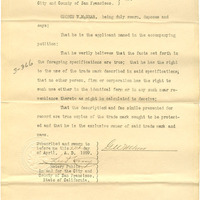 City and County of San Francisco.
GEORGE W. , being duly sworn, deposes and
says:
That he is the applicant named in the accompanying
petition;
That he verily believes that the facts set forth in
the foregoing specifications are true; that he has the right
to the use of the trade mark described in said specifications;
that no other person, firm or corporation has the right to
such use either in the identical form or in any such near re-
semblance thereto as might be calculated to deceive;
That the description and fac simile presented for
record are true copies of the trade mark sought to be protect-
ed and that he is the exclusive owner of said trade mark and
Subscribed and sworn to
before me this day
of April, A. D.
Notary Public
in and for the City and
County of San Francisco,
State of California.